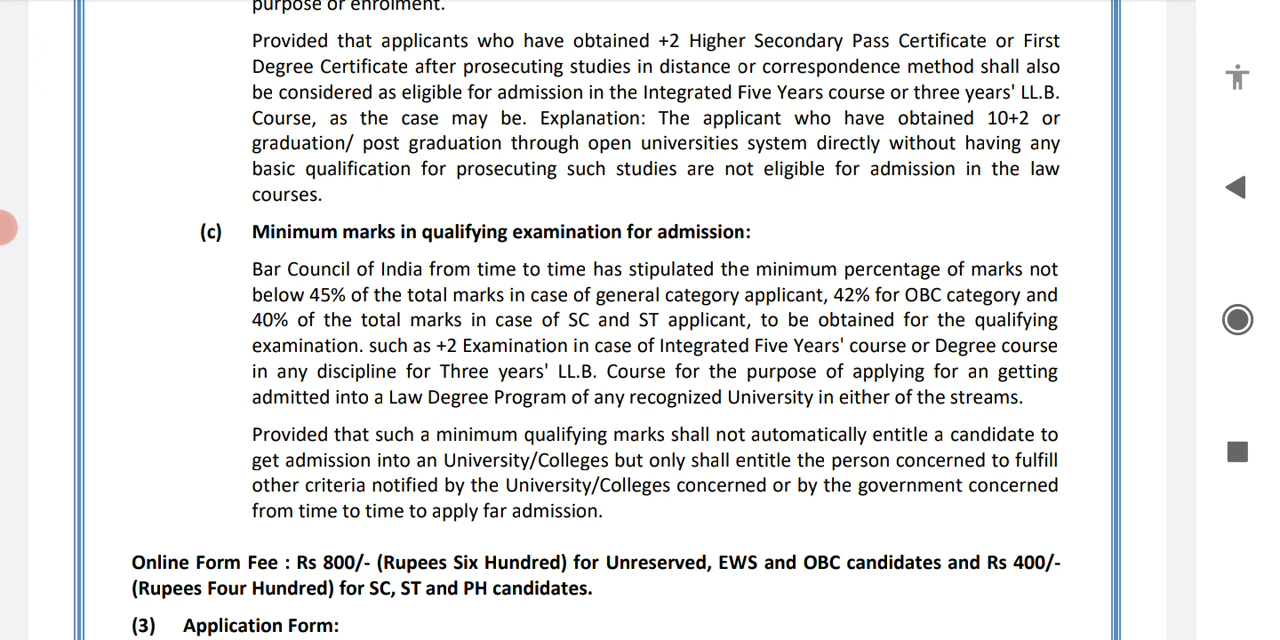 purpose or enrolment.
Provided that applicants who have obtained +2 Higher Secondary Pass Certificate or First
Degree Certificate after prosecuting studies in distance or correspondence method shall also
be considered as eligible for admission in the Integrated Five Years course or three years' LL.B.
Course, as the case may be. Explanation: The applicant who have obtained 10+2 or
graduation/ post graduation through open universities system directly without having any
basic qualification for prosecuting such studies are not eligible for admission in the law
courses.
(c) Minimum marks in qualifying examination for admission:
Bar Council of India from time to time has stipulated the minimum percentage of marks not
below 45% of the total marks in case of general category applicant, 42% for OBC category and
40% of the total marks in case of SC and ST applicant, to be obtained for the qualifying
examination. such as +2 Examination in case of Integrated Five Years' course or Degree course
in any discipline for Three years' LL.B. Course for the purpose of applying for an getting
admitted into a Law Degree Program of any recognized University in either of the streams.
Provided that such a minimum qualifying marks shall not automatically entitle a candidate to
get admission into an University/Colleges but only shall entitle the person concerned to fulfill
other criteria notified by the University/Colleges concerned or by the government concerned
from time to time to apply far admission.
Online Form Fee : Rs 800/- (Rupees Six Hundred) for Unreserved, EWS and OBC candidates and Rs 400/-
(Rupees Four Hundred) for SC, ST and PH candidates.
(3) Application Form: